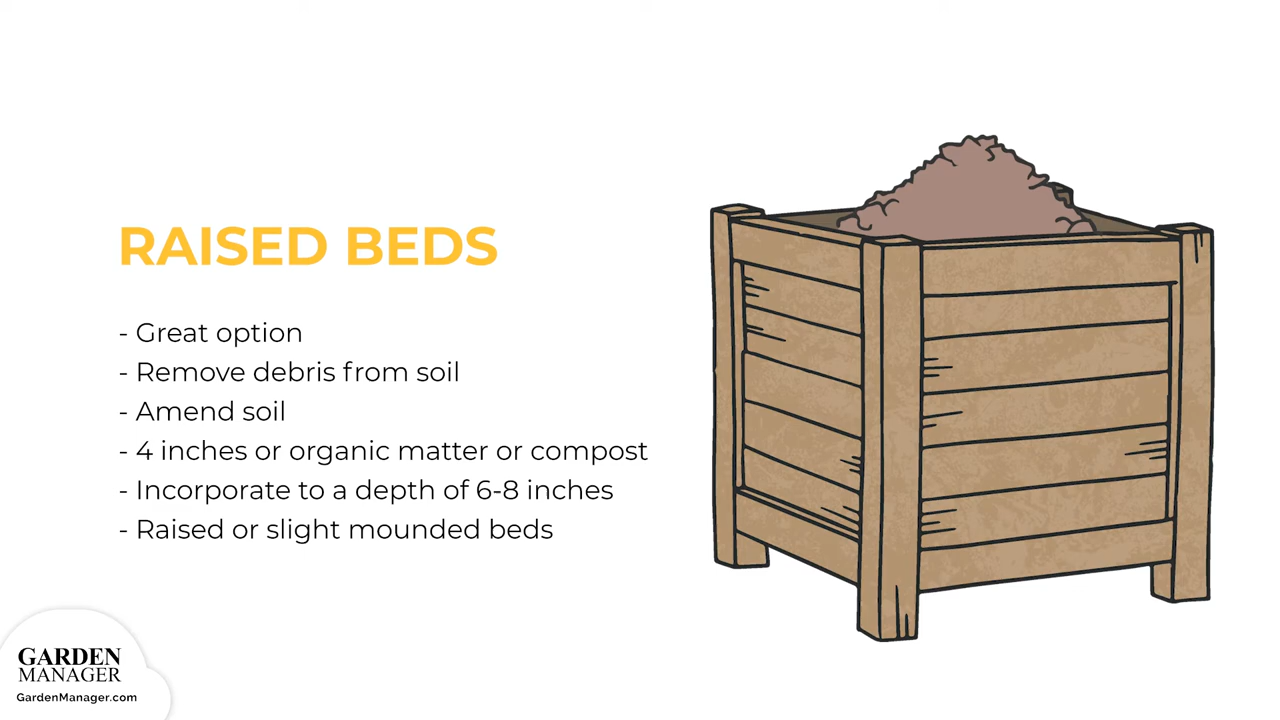 RAISED BEDS
- Great option
- Remove debris from soil
- Amend soil
- 4 inches or organic matter or compost
- Incorporate to a depth of 6-8 inches
- Raised or slight mounded beds
GARDEN
MANAGER
GardenManager.com